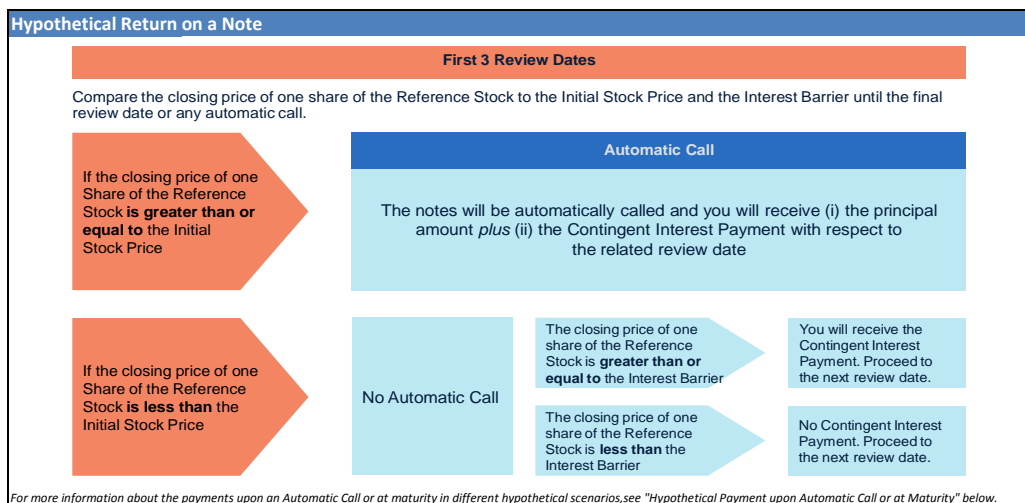 Hypothetical Return on a Note
First 3 Review Dates
Compare the closing price of one share of the Reference Stock to the Initial Stock Price and the Interest Barrier until the final
review date or any automatic call.
If the closing price of one
Share of the Reference
Stock is greater than or
equal to the Initial
Stock Price
Automatic Call
The notes will be automatically called and you will receive (i) the principal
amount plus (ii) the Contingent Interest Payment with respect to
the related review date
If the closing price of one
Share of the Reference
Stock is less than the
Initial Stock Price
No Automatic Call
The closing price of one
share of the Reference
Stock is greater than or
equal to the Interest Barrier
You will receive the
Contingent Interest
Payment. Proceed to
the next review date.
The closing price of one
share of the Reference
Stock is less than the
Interest Barrier
No Contingent Interest
Payment. Proceed to
the next review date.
For more information about the payments upon an Automatic Call or at maturity in different hypothetical scenarios,see "Hypothetical Payment upon Automatic Call or at Maturity" below.